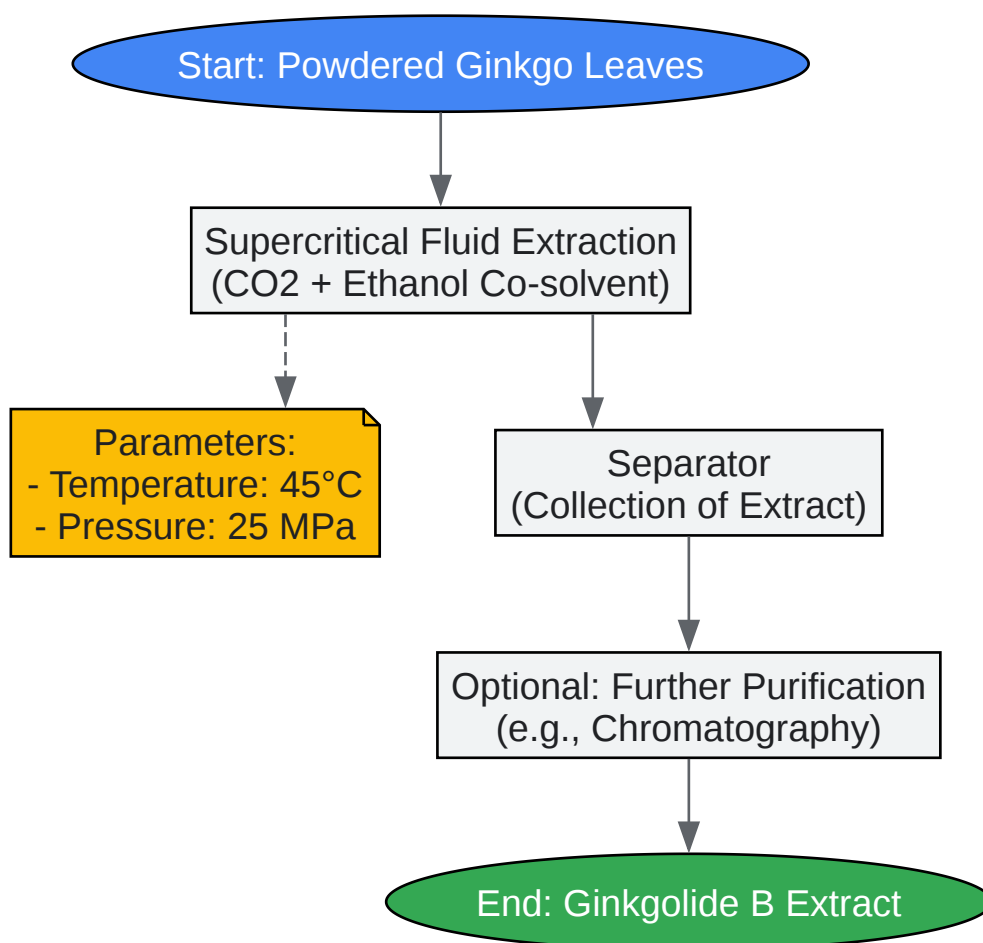 Start: Powdered Ginkgo Leaves
Supercritical Fluid Extraction
(CO2 + Ethanol Co-solvent)
Parameters:
- Temperature: 45°C
- Pressure: 25 MPa
Separator
(Collection of Extract)
Optional: Further Purification
(e.g., Chromatography)
End: Ginkgolide B Extract